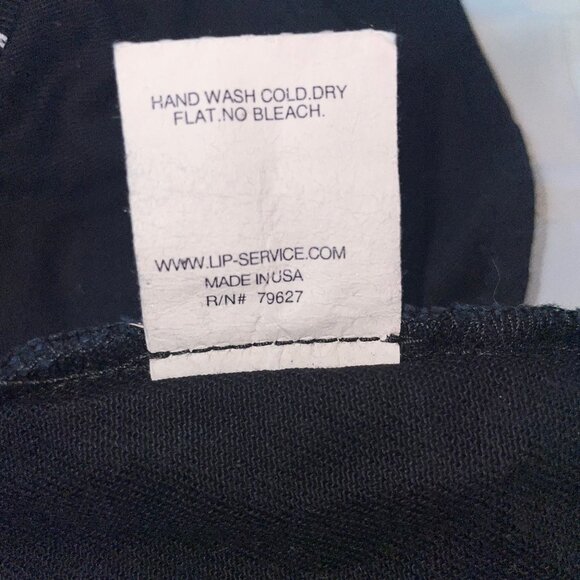 HAND WASH COLD.DRY
FLAT.NO BLEACH.
WWW.LIP-SERVICE.COM
MADE IN USA
R/N# 79627